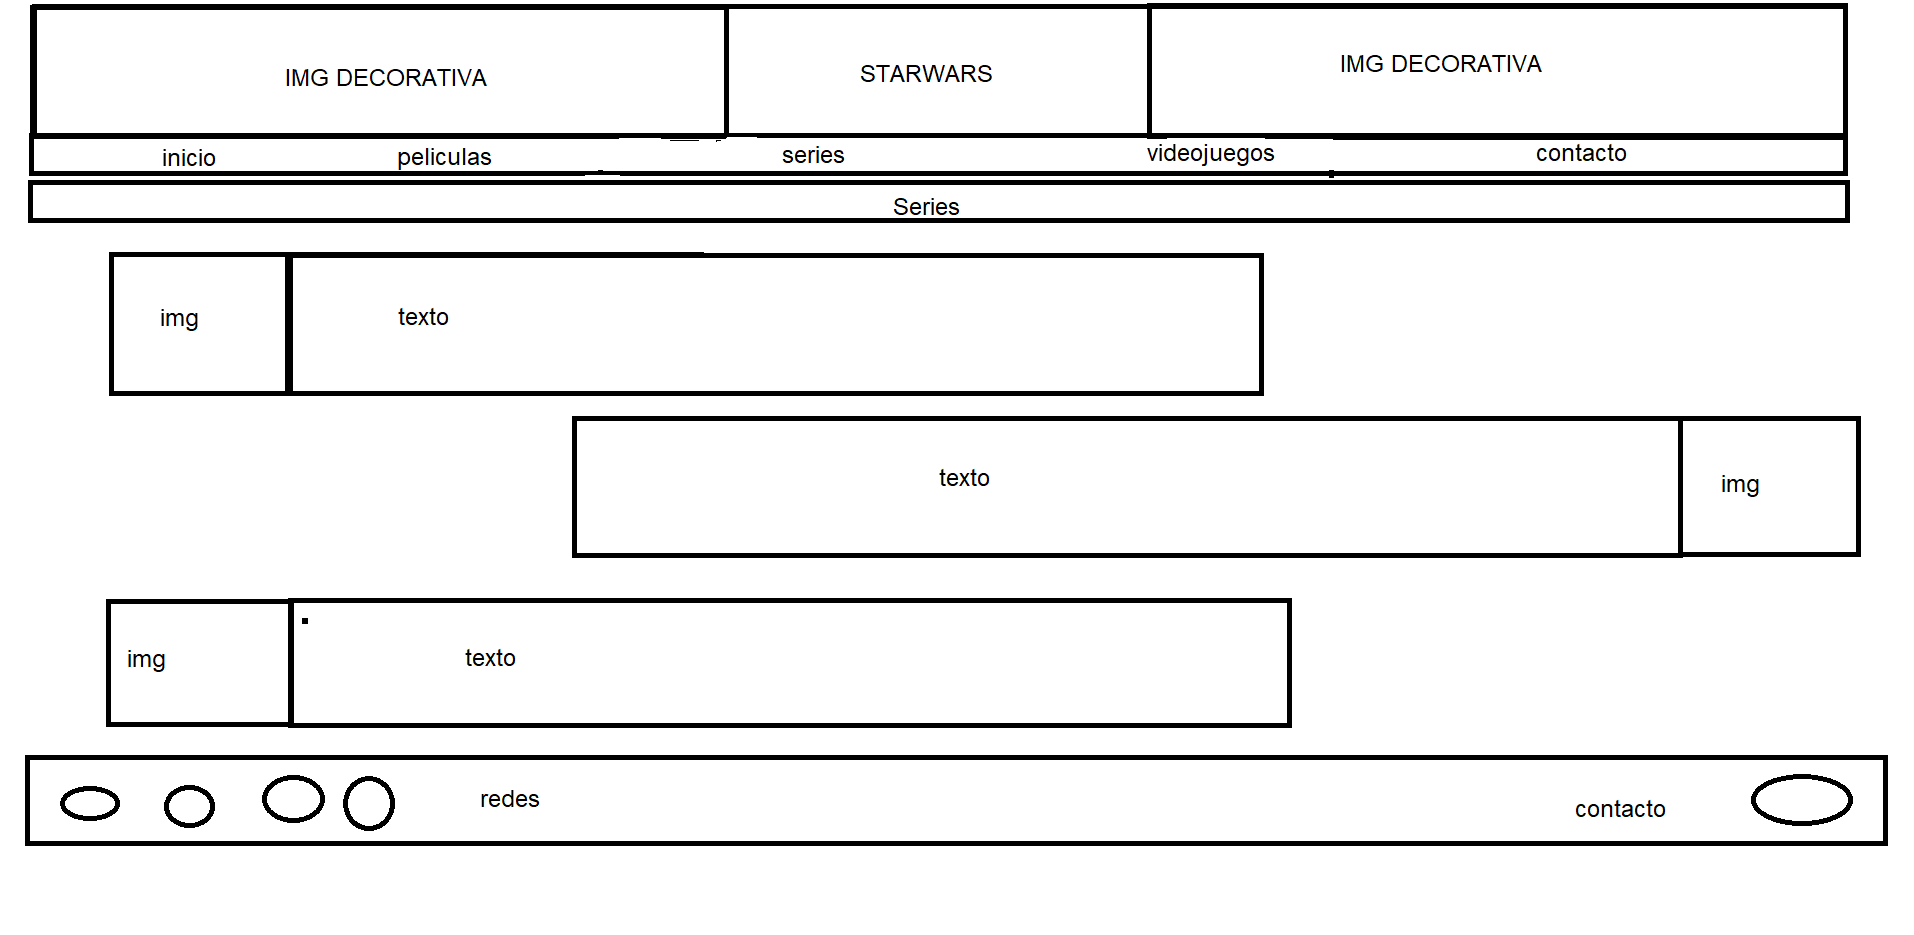 IMG DECORATIVA
STARWARS
IMG DECORATIVA
inicio
peliculas
series
videojuegos
contacto
Series
img
texto
texto
img
img
texto
redes
contacto